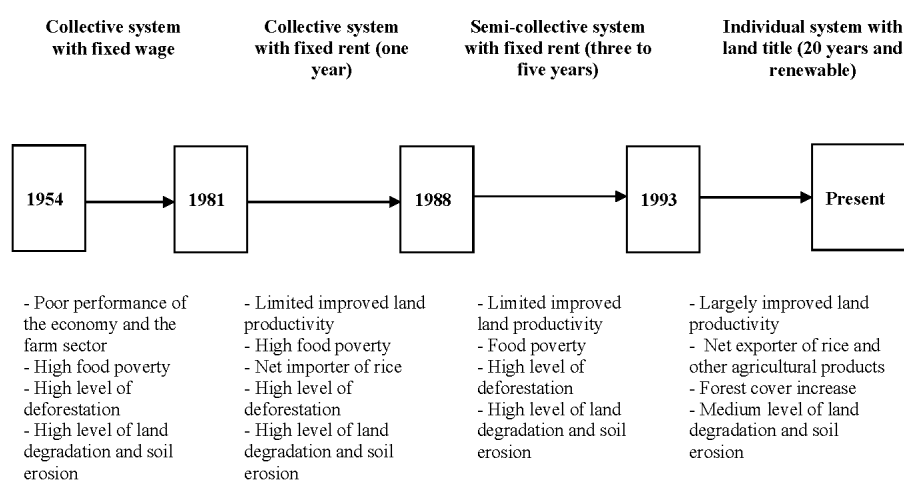 Collective system
with fixed wage
Collective system
with fixed rent (one
year)
Semi-collective system
with fixed rent (three to
five years)
Individual system with
land title (20 years and
renewable)
1954
1981
1988
1993
Present
- Poor performance of
the economy and the
farm sector
- High food poverty
- High level of
deforestation
- High level of land
degradation and soil
erosion
- Limited improved land
productivity
- High food poverty
- Net importer of rice
- High level of
deforestation
- High level of land
degradation and soil
erosion
- Limited improved
land productivity
- Food poverty
- High level of
deforestation
- High level of land
degradation and soil
erosion
- Largely improved land
productivity
- Net exporter of rice and
other agricultural products
- Forest cover increase
- Medium level of land
degradation and soil
erosion